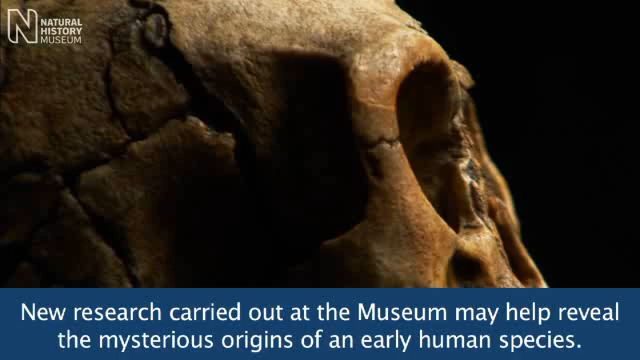 NATURAL
HISTORY
MUSEUM
New research carried out at the Museum may help reveal
the mysterious origins of an early human species.